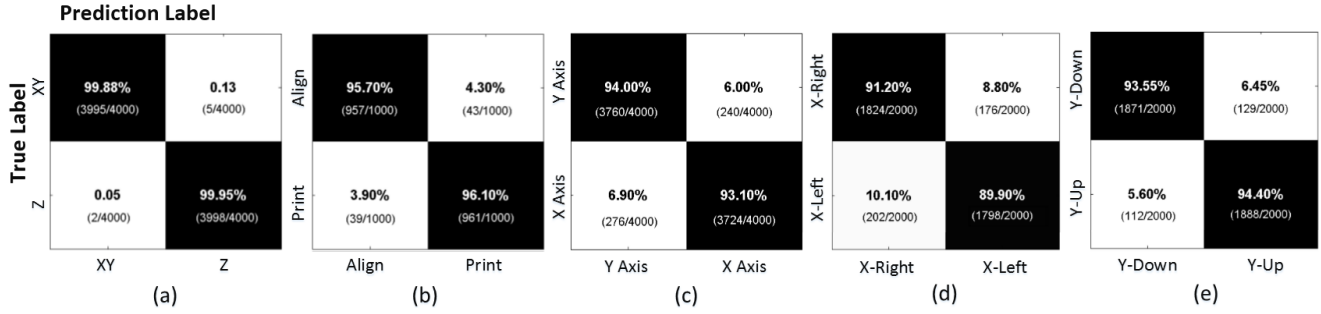 Prediction Label
True Label
XY
99.88%
(3995/4000)
0.13
(5/4000)
Z
0.05
(2/4000)
99.95%
(3998/4000)
XY
Z
(a)
Align
95.70%
(957/1000)
4.30%
(43/1000)
Print
3.90%
(39/1000)
96.10%
(961/1000)
Align
Print
(b)
Y Axis
94.00%
(3760/4000)
6.00%
(240/4000)
X Axis
6.90%
(276/4000)
93.10%
(3724/4000)
Y Axis
X Axis
(c)
X-Right
91.20%
(1824/2000)
8.80%
(176/2000)
X-Left
10.10%
(202/2000)
89.90%
(1798/2000)
X-Right
X-Left
(d)
Y-Down
93.55%
(1871/2000)
6.45%
(129/2000)
Y-Up
5.60%
(112/2000)
94.40%
(1888/2000)
Y-Down
Y-Up
(e)